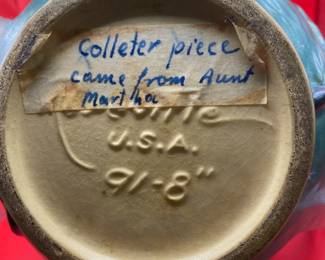 Colleter piece
came from Aunt
Martha
U.S.A.
91-8"